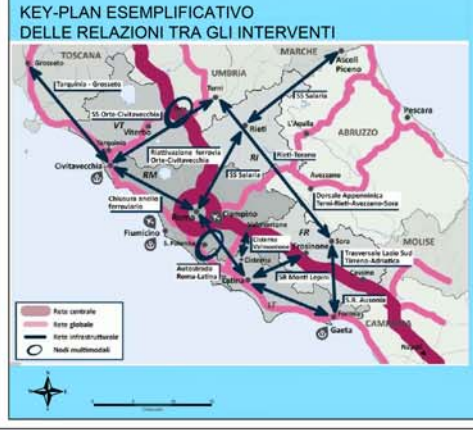 KEY-PLAN ESEMPLIFICATIVO
DELLE RELAZIONI TRA GLI INTERVENTI
TOSCANA
MARCHE
UMBRIA
Grosseto
Ascoli
Piceno
Tarquinia - Grosseto
Terni
SS Salaria
SS Orte-Civitavecchia
Pescara
VT
Viterbo
Rieti
L'Aquila
Tarquinia
Riattivazione ferrovia
Orte-Civitavecchia
RI
Rieti-Torano
ABRUZZO
Civitavecchia
RM
SS Salaria
Avezzano
Chiusura anello
ferroviario
Dorsale Appenninica
Terni-Rieti-Avezzano-Sora
Roma
Ciampino
Fiumicino
Valmontone
FR
S. Palomba
Cisterna
Valmontone
Frosinone
Sora
MOLISE
Cisterna
Trasversale Lazio Sud
Tirreno-Adriatica
Autostrada
Roma-Latina
SR Monti Lepini
Cassino
Latina
LT
S.R. Ausonia
Formia
CAMPANIA
Gaeta
Napoli
Rete centrale
Rete globale
Rete infrastrutturale
Nodi multimodali